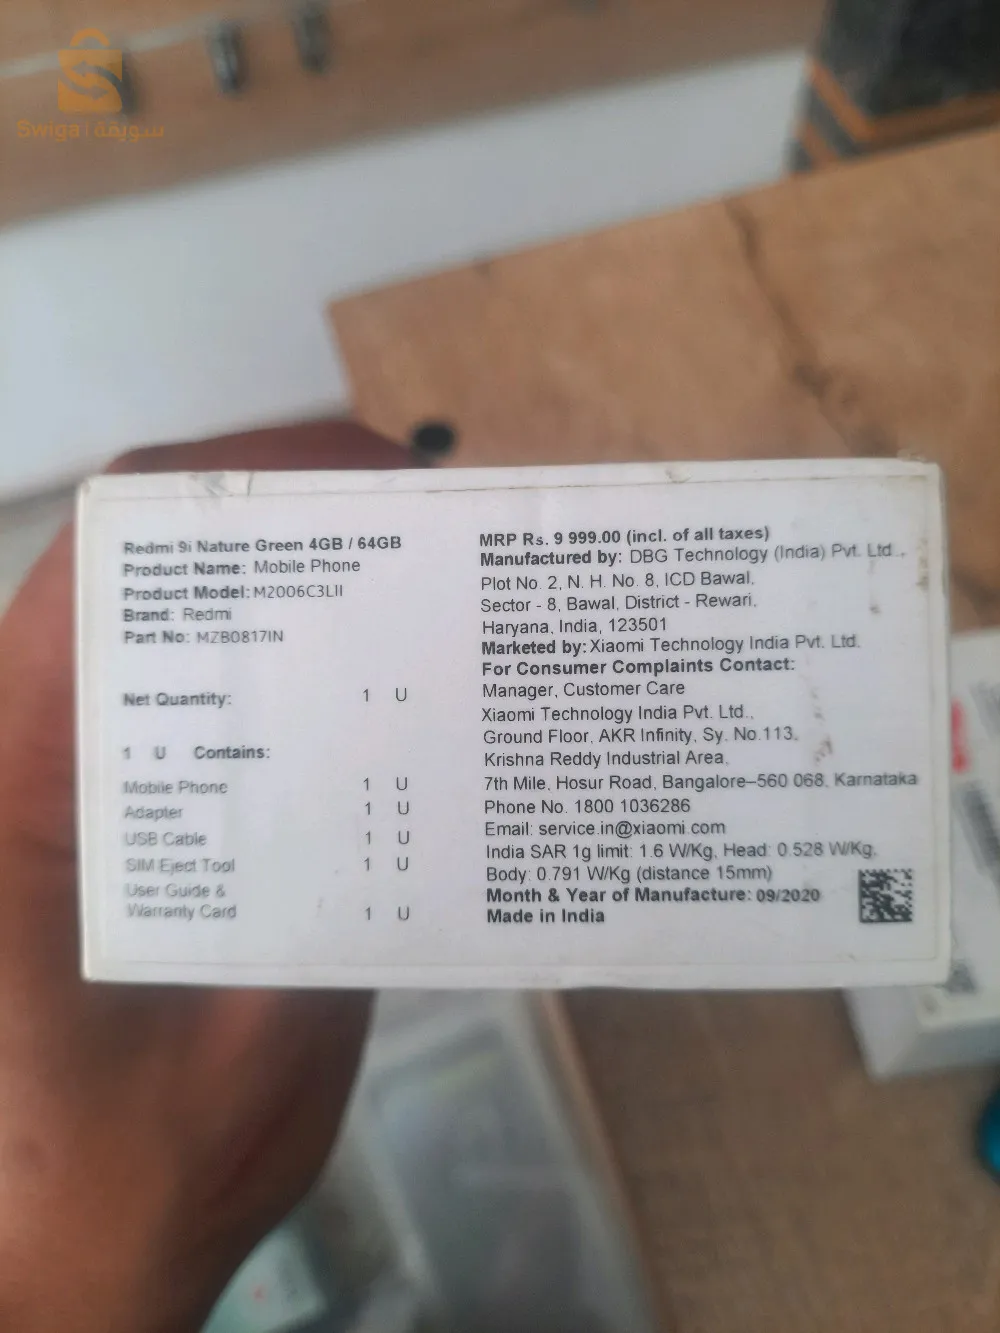 Swiqa | سويقة
Redmi 9i Nature Green 4GB / 64GB
Product Name: Mobile Phone
Product Model: M2006C3LII
Brand: Redmi
Part No: MZB0817IN
Net Quantity: 1 U
1 U Contains:
Mobile Phone 1 U
Adapter 1 U
USB Cable 1 U
SIM Eject Tool 1 U
User Guide &
Warranty Card 1 U
MRP Rs. 9 999.00 (incl. of all taxes)
Manufactured by: DBG Technology (India) Pvt. Ltd.,
Plot No. 2, N. H. No. 8, ICD Bawal,
Sector - 8, Bawal, District - Rewari,
Haryana, India, 123501
Marketed by: Xiaomi Technology India Pvt. Ltd.
For Consumer Complaints Contact:
Manager, Customer Care
Xiaomi Technology India Pvt. Ltd.,
Ground Floor, AKR Infinity, Sy. No.113,
Krishna Reddy Industrial Area,
7th Mile, Hosur Road, Bangalore–560 068, Karnataka
Phone No. 1800 1036286
Email: service.in@xiaomi.com
India SAR 1g limit: 1.6 W/Kg, Head: 0.528 W/Kg,
Body: 0.791 W/Kg (distance 15mm)
Month & Year of Manufacture: 09/2020
Made in India